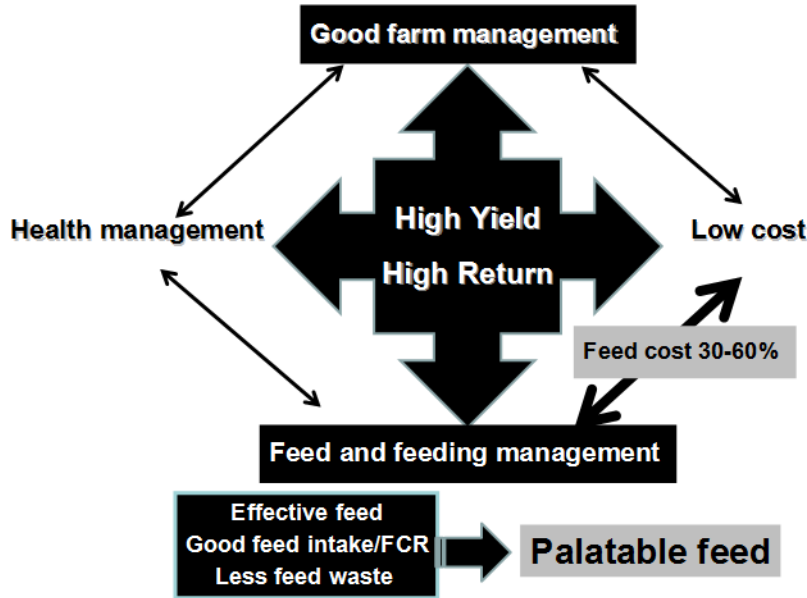 Good farm management
High Yield
High Return
Health management
Low cost
Feed cost 30-60%
Feed and feeding management
Effective feed
Good feed intake/FCR
Less feed waste
Palatable feed